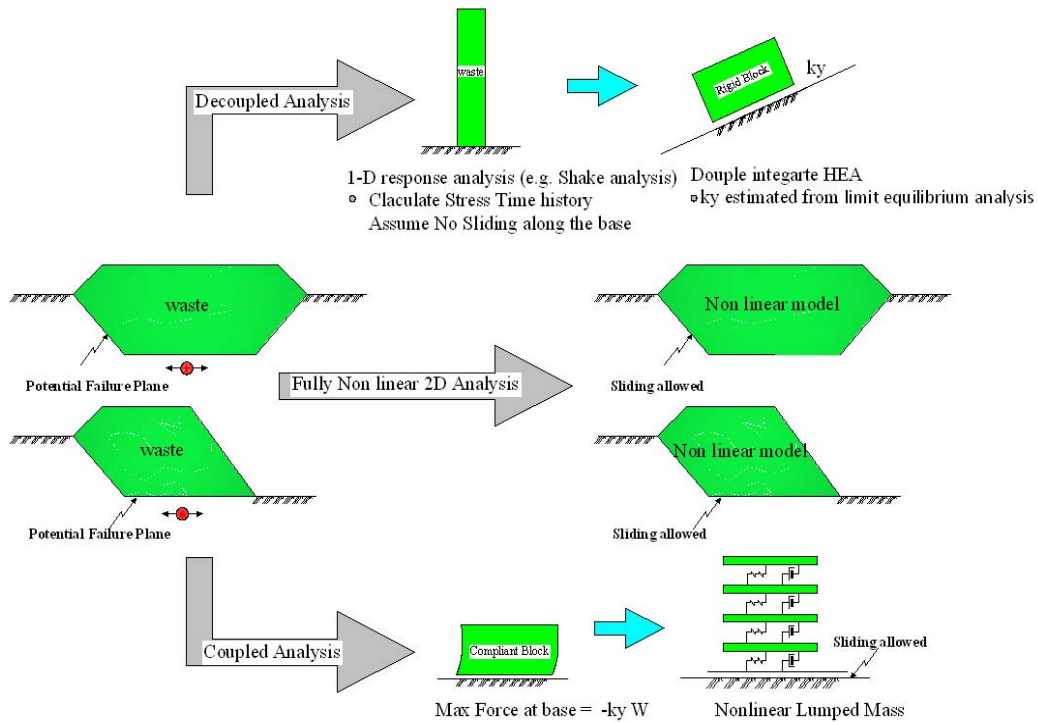 waste
Rigid Block
ky
Decoupled Analysis
1-D response analysis (e.g. Shake analysis)
Claculate Stress Time history
Assume No Sliding along the base
Douple integarte HEA
ky estimated from limit equilibrium analysis
waste
Potential Failure Plane
Fully Non linear 2D Analysis
Non linear model
Sliding allowed
waste
Potential Failure Plane
Non linear model
Sliding allowed
Coupled Analysis
Compliant Block
Max Force at base = -ky W
Sliding allowed
Nonlinear Lumped Mass